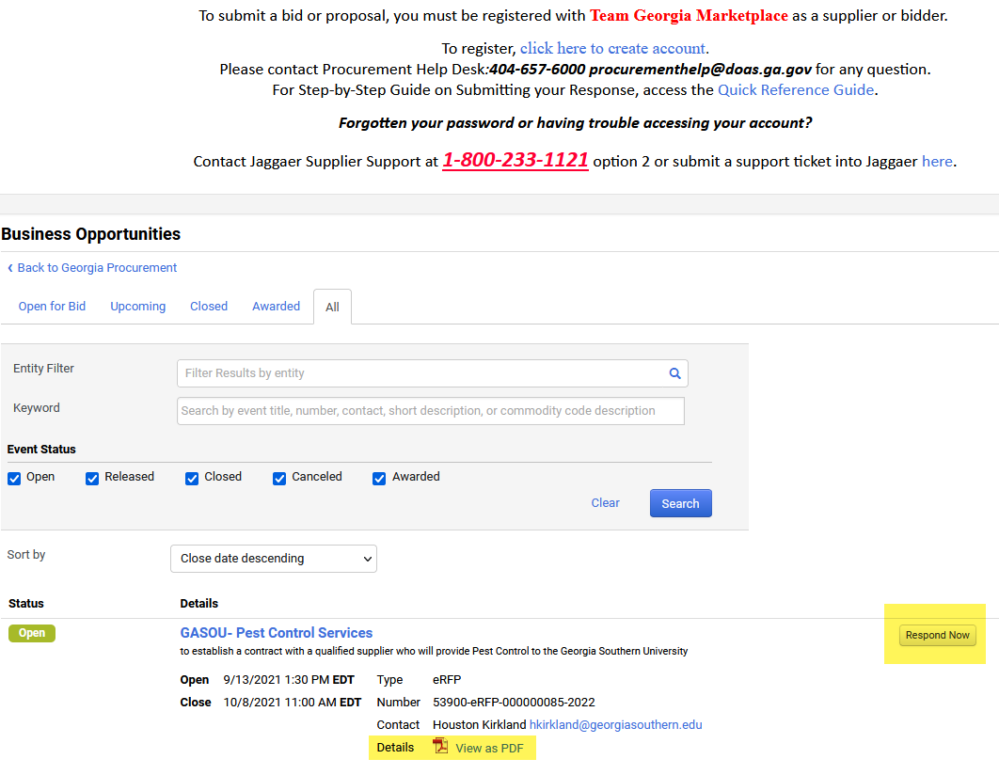 To submit a bid or proposal, you must be registered with Team Georgia Marketplace as a supplier or bidder.
To register, click here to create account.
Please contact Procurement Help Desk:404-657-6000 procurementhelp@doas.ga.gov for any question.
For Step-by-Step Guide on Submitting your Response, access the Quick Reference Guide.
Forgotten your password or having trouble accessing your account?
Contact Jaggaer Supplier Support at 1-800-233-1121 option 2 or submit a support ticket into Jaggaer here.
Business Opportunities
‹ Back to Georgia Procurement
Open for Bid Upcoming Closed Awarded All
Entity Filter Filter Results by entity
Keyword Search by event title, number, contact, short description, or commodity code description
Event Status
Open Released Closed Canceled Awarded
Clear Search
Sort by Close date descending
Status Details
Open GASOU- Pest Control Services Respond Now
to establish a contract with a qualified supplier who will provide Pest Control to the Georgia Southern University
Open 9/13/2021 1:30 PM EDT Type eRFP
Close 10/8/2021 11:00 AM EDT Number 53900-eRFP-000000085-2022
Contact Houston Kirkland hkirkland@georgiasouthern.edu
Details View as PDF